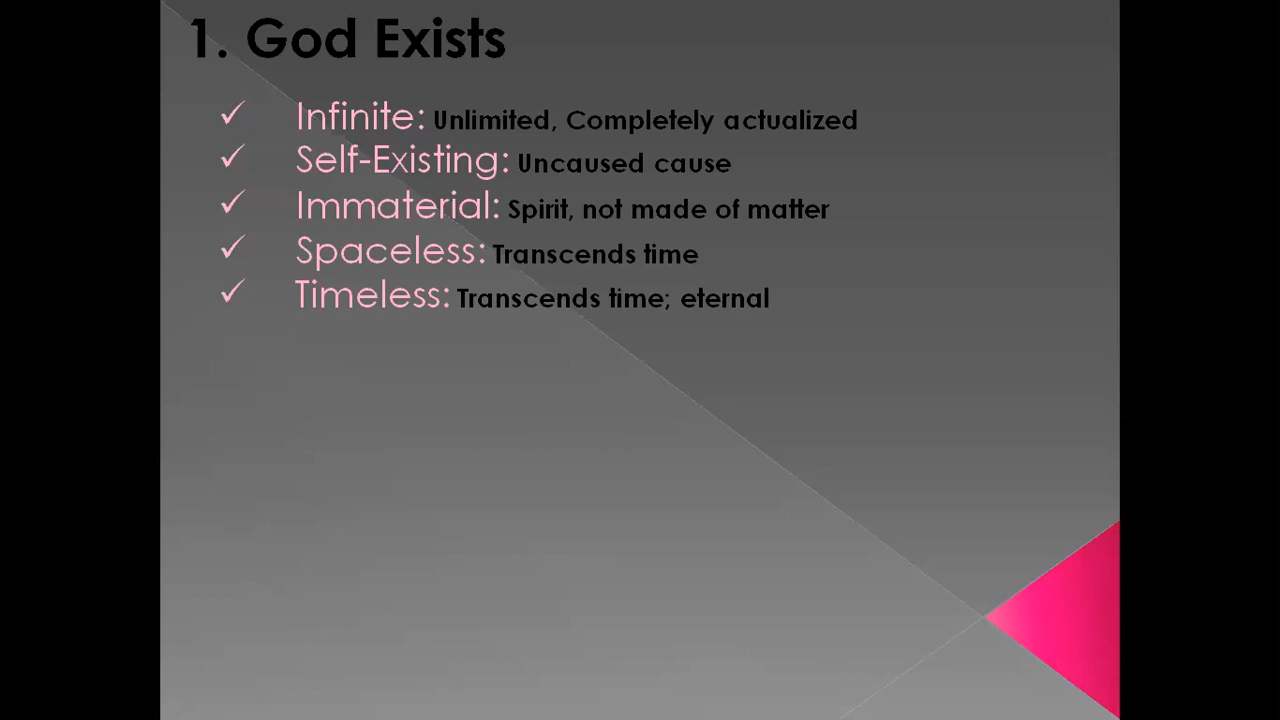 1. God Exists
✓ Infinite: Unlimited, Completely actualized
✓ Self-Existing: Uncaused cause
✓ Immaterial: Spirit, not made of matter
✓ Spaceless: Transcends time
✓ Timeless: Transcends time; eternal